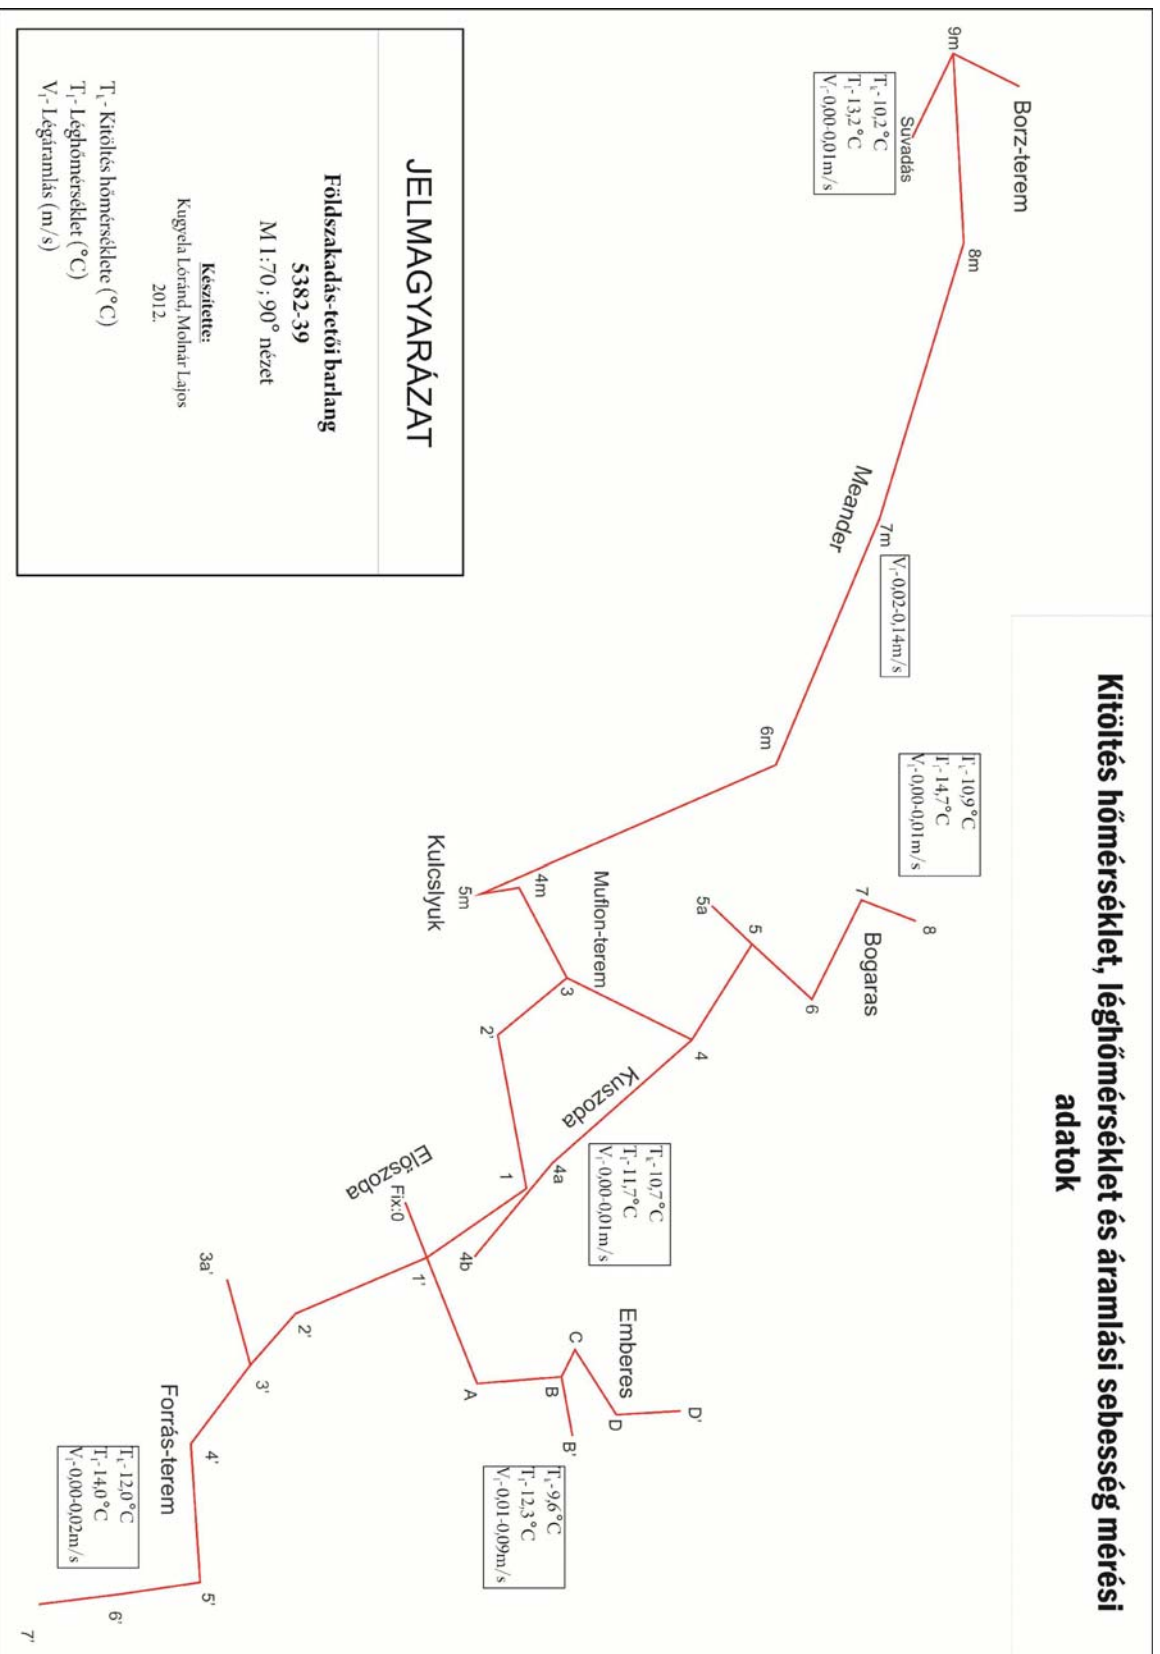 Kitöltés hőmérséklet, léghőmérséklet és áramlási sebesség mérési
adatok
Borz-terem
9m
8m
Suvadás
Tk-10,2°C
Tl-13,2°C
Vl-0,00-0,01m/s
Meander
7m
Vl-0,02-0,14m/s
6m
Tk-10,9°C
Tl-14,7°C
Vl-0,00-0,01m/s
8
7
Bogaras
6
5
5a
Muflon-terem
4m
5m
Kulcslyuk
3
2'
4
Kuszoda
4a
4b
Tk-10,7°C
Tl-11,7°C
Vl-0,00-0,01m/s
1
Előszoba
Fix:0
1'
Emberes
A
B
B'
C
D
D'
Tk-9,6°C
Tl-12,3°C
Vl-0,01-0,09m/s
2'
3a'
3'
Forrás-terem
4'
5'
6'
7'
Tk-12,0°C
Tl-14,0°C
Vl-0,00-0,02m/s
JELMAGYARÁZAT
Földszakadás-tetői barlang
5382-39
M 1:70 ; 90° nézet
Készítette:
Kugyela Lóránd, Molnár Lajos
2012.
Tk- Kitöltés hőmérséklete (°C)
Tl- Léghőmérséklet (°C)
Vl- Légáramlás (m/s)